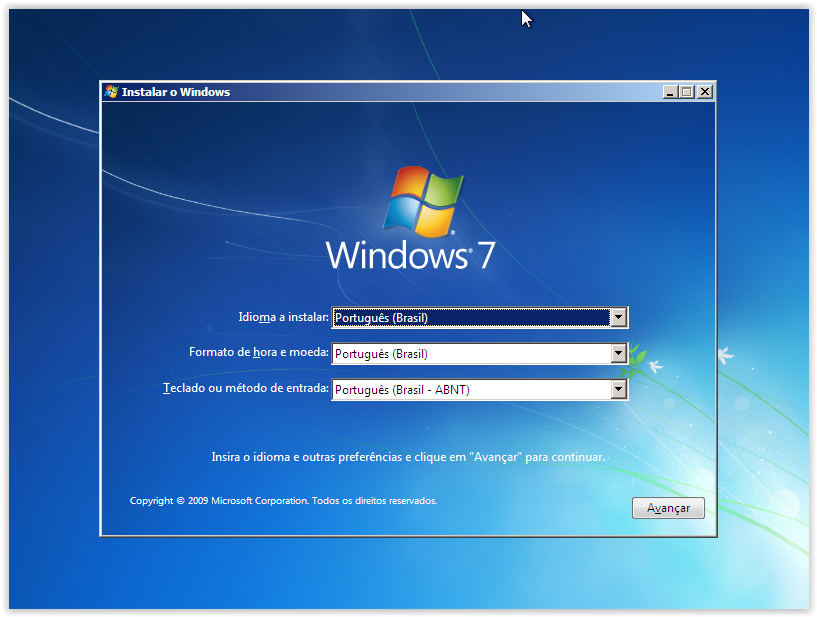 Instalar o Windows
Windows® 7
Idioma a instalar: Português (Brasil)
Formato de hora e moeda: Português (Brasil)
Teclado ou método de entrada: Português (Brasil - ABNT)
Insira o idioma e outras preferências e clique em "Avançar" para continuar.
Copyright © 2009 Microsoft Corporation. Todos os direitos reservados.
Avançar